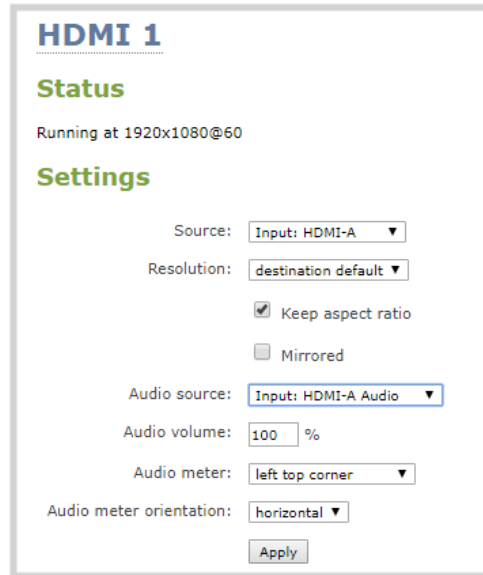 HDMI 1
Status
Running at 1920x1080@60
Settings
Source: Input: HDMI-A
Resolution: destination default
Keep aspect ratio
Mirrored
Audio source: Input: HDMI-A Audio
Audio volume: 100 %
Audio meter: left top corner
Audio meter orientation: horizontal
Apply